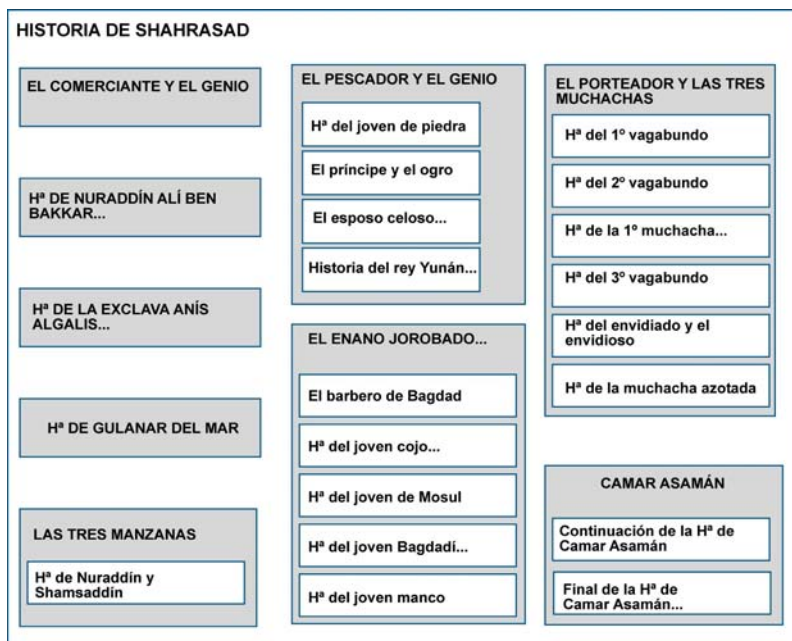 HISTORIA DE SHAHRASAD
EL COMERCIANTE Y EL GENIO
Hª DE NURADDÍN ALÍ BEN
BAKKAR...
Hª DE LA EXCLAVA ANÍS
ALGALIS...
Hª DE GULANAR DEL MAR
LAS TRES MANZANAS
Hª de Nuraddín y
Shamsaddín
EL PESCADOR Y EL GENIO
Hª del joven de piedra
El príncipe y el ogro
El esposo celoso...
Historia del rey Yunán...
EL ENANO JOROBADO...
El barbero de Bagdad
Hª del joven cojo...
Hª del joven de Mosul
Hª del joven Bagdadí...
Hª del joven manco
EL PORTEADOR Y LAS TRES
MUCHACHAS
Hª del 1º vagabundo
Hª del 2º vagabundo
Hª de la 1º muchacha...
Hª del 3º vagabundo
Hª del envidiado y el
envidioso
Hª de la muchacha azotada
CAMAR ASAMÁN
Continuación de la Hª de
Camar Asamán
Final de la Hª de
Camar Asamán...